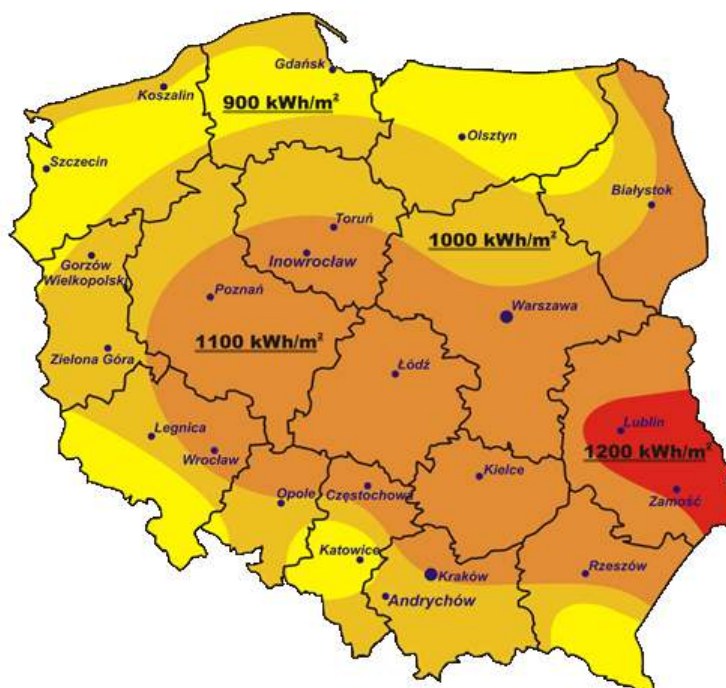 Gdańsk
Koszalin
900 kWh/m²
Olsztyn
Szczecin
Białystok
Toruń
1000 kWh/m²
Gorzów
Wielkopolski
Inowrocław
Poznań
Warszawa
1100 kWh/m²
Zielona Góra
Łódź
Legnica
Lublin
Wrocław
1200 kWh/m²
Kielce
Opole
Częstochowa
Zamość
Katowice
Kraków
Rzeszów
Andrychów